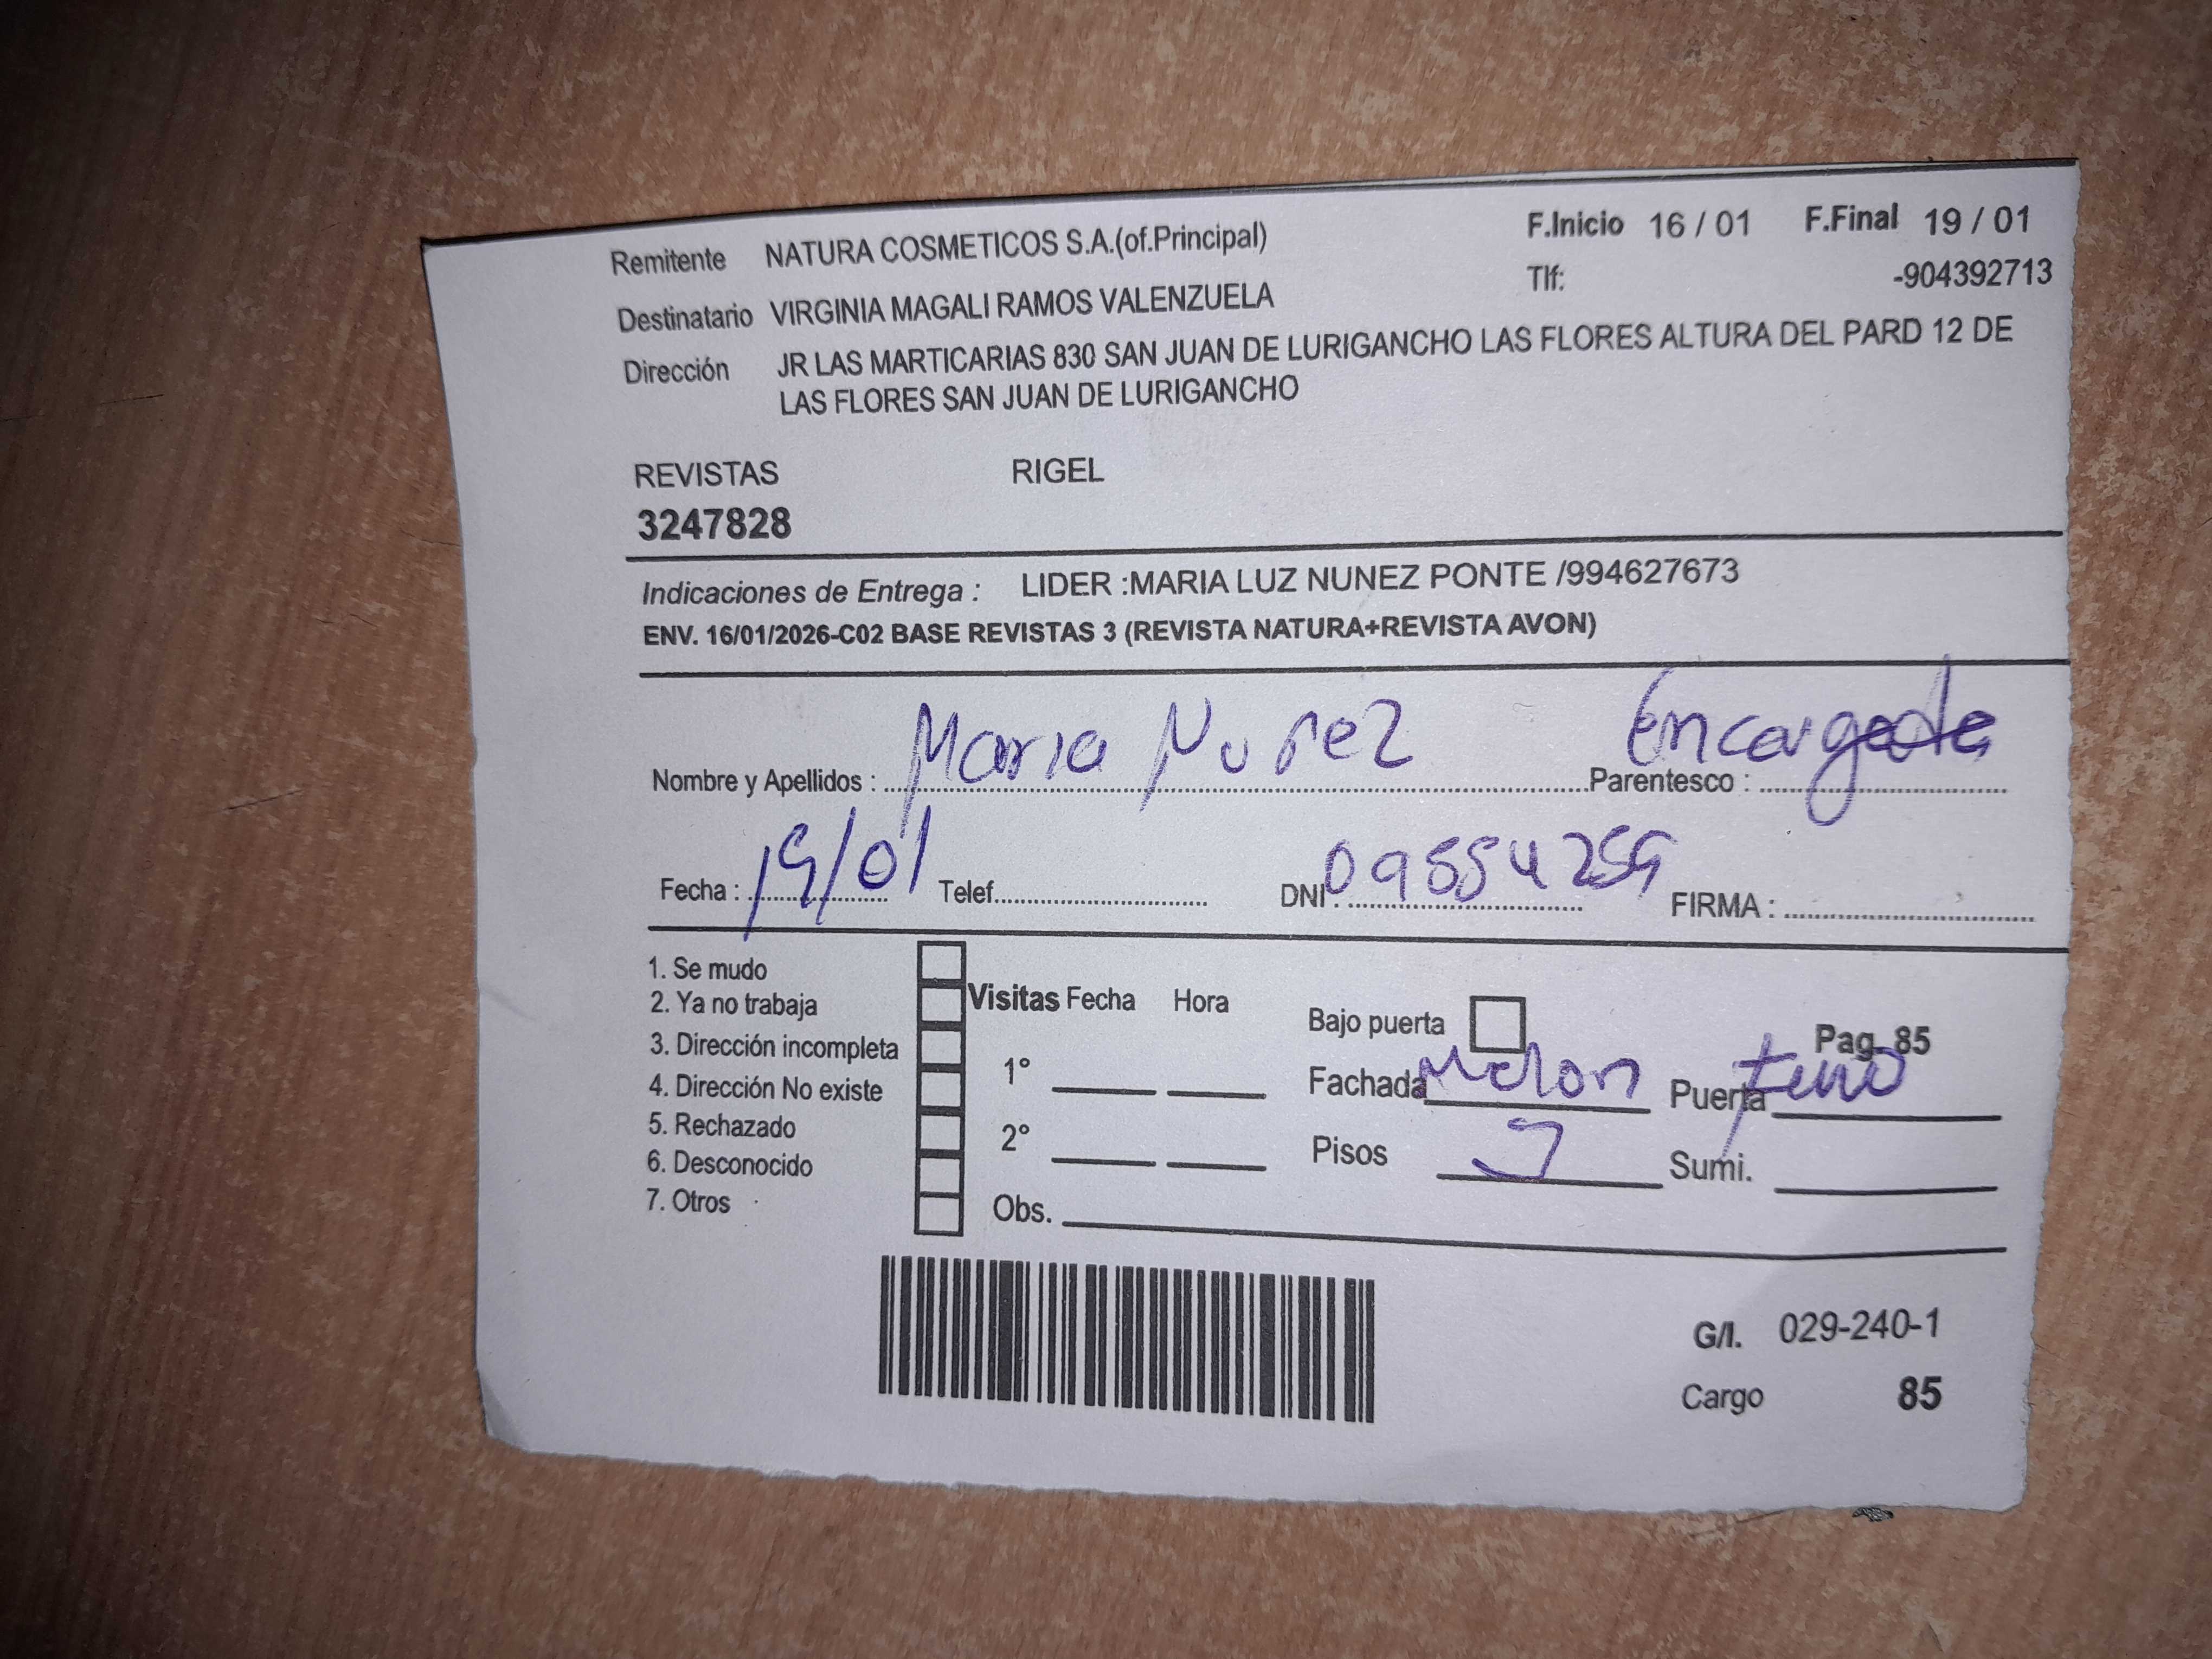 Remitente NATURA COSMETICOS S.A.(of.Principal) F.Inicio 16 / 01 F.Final 19 / 01
Tlf: -904392713
Destinatario VIRGINIA MAGALI RAMOS VALENZUELA
Dirección JR LAS MARTICARIAS 830 SAN JUAN DE LURIGANCHO LAS FLORES ALTURA DEL PARD 12 DE
LAS FLORES SAN JUAN DE LURIGANCHO
REVISTAS RIGEL
3247828
Indicaciones de Entrega : LIDER :MARIA LUZ NUNEZ PONTE /994627673
ENV. 16/01/2026-C02 BASE REVISTAS 3 (REVISTA NATURA+REVISTA AVON)
Nombre y Apellidos : Maria Nuñez Parentesco : Encargada
Fecha : 19/01 Telef. DNI : 09554259 FIRMA :
1. Se mudo
2. Ya no trabaja
3. Dirección incompleta
4. Dirección No existe
5. Rechazado
6. Desconocido
7. Otros
Visitas Fecha Hora
1°
2°
Obs.
Bajo puerta Pag. 85
Fachada Melon Puerta
Pisos Sumi.
G/I. 029-240-1
Cargo 85